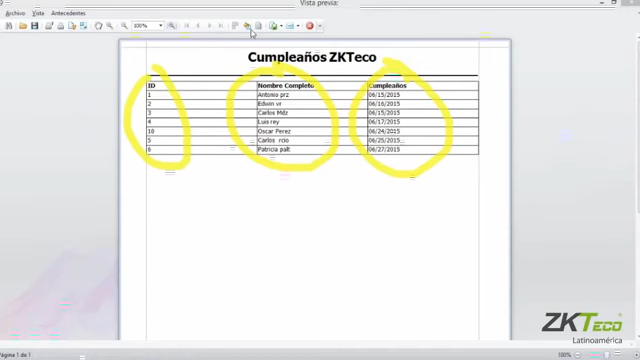 Vista previa:
Archivo Vista Antecedentes
100%
Cumpleaños ZKTeco
ID Nombre Completo Cumpleaños
1 Antonio prz 06/15/2015
2 Edwin vr 06/16/2015
3 Carlos Mdz 06/15/2015
4 Luis rey 06/17/2015
10 Oscar Perez 06/24/2015
5 Carlos rcio 06/25/2015
6 Patricia palt 06/27/2015
ZKTeco
Latinoamérica
Página 1 de 1 100%